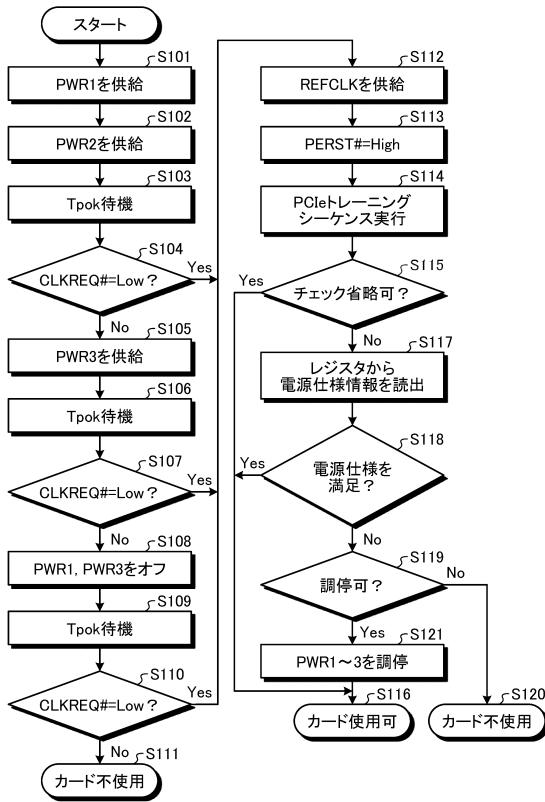 スタート
S101
PWR1を供給
S102
PWR2を供給
S103
Tpok待機
S104
CLKREQ#=Low?
Yes
No
S105
PWR3を供給
S106
Tpok待機
S107
CLKREQ#=Low?
Yes
No
S108
PWR1, PWR3をオフ
S109
Tpok待機
S110
CLKREQ#=Low?
Yes
No
S111
カード不使用
S112
REFCLKを供給
S113
PERST#=High
S114
PCIeトレーニング
シーケンス実行
S115
Yes
チェック省略可?
No
S117
レジスタから
電源仕様情報を読出
S118
Yes
電源仕様を
満足?
No
S119
調停可?
No
Yes
S121
PWR1～3を調停
S116
カード使用可
S120
カード不使用